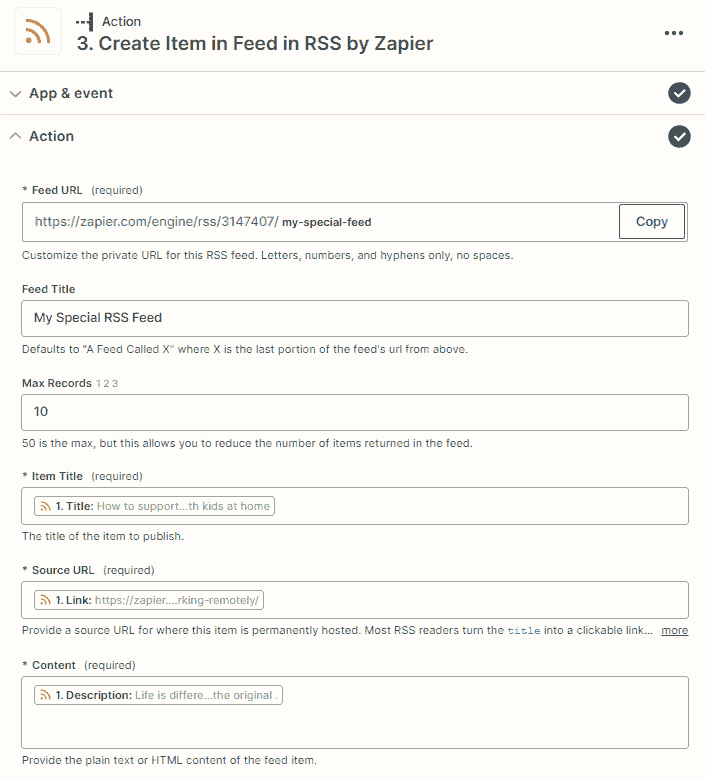 Action
3. Create Item in Feed in RSS by Zapier
App & event
Action
* Feed URL (required)
https://zapier.com/engine/rss/3147407/ my-special-feed
Copy
Customize the private URL for this RSS feed. Letters, numbers, and hyphens only, no spaces.
Feed Title
My Special RSS Feed
Defaults to "A Feed Called X" where X is the last portion of the feed's url from above.
Max Records 1 2 3
10
50 is the max, but this allows you to reduce the number of items returned in the feed.
* Item Title (required)
1. Title: How to support...th kids at home
The title of the item to publish.
* Source URL (required)
1. Link: https://zapier....rking-remotely/
Provide a source URL for where this item is permanently hosted. Most RSS readers turn the title into a clickable link... more
* Content (required)
1. Description: Life is differe...the original .
Provide the plain text or HTML content of the feed item.